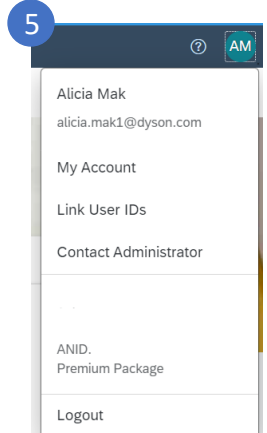 5
? AM
Alicia Mak
alicia.mak1@dyson.com
My Account
Link User IDs
Contact Administrator
ANID.
Premium Package
Logout